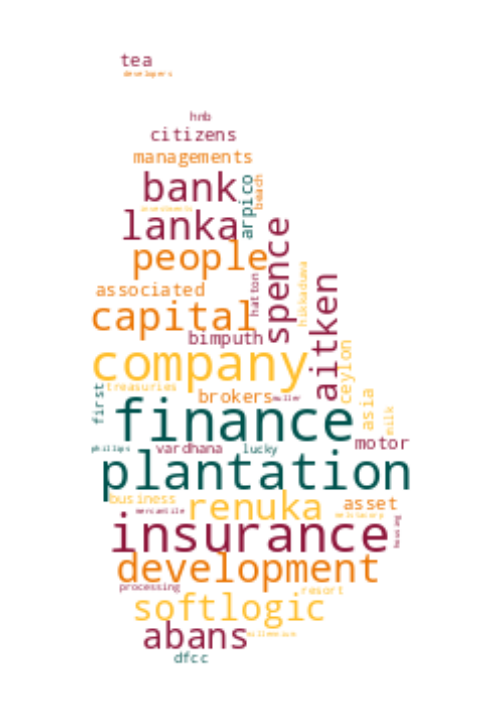 tea
developers
hnb
citizens
managements
bank
arpico
beach
investments
lanka
spence
people
hatton
hikkaduwa
associated
aitken
capital
bimputh
company
ceylon
first
treasuries
brokers
muller
asia
milk
finance
motor
phillips
vardhana
lucky
plantation
business
renuka
asset
mercantile
insurance
housing
development
processing
resort
softlogic
abans
millennium
dfcc